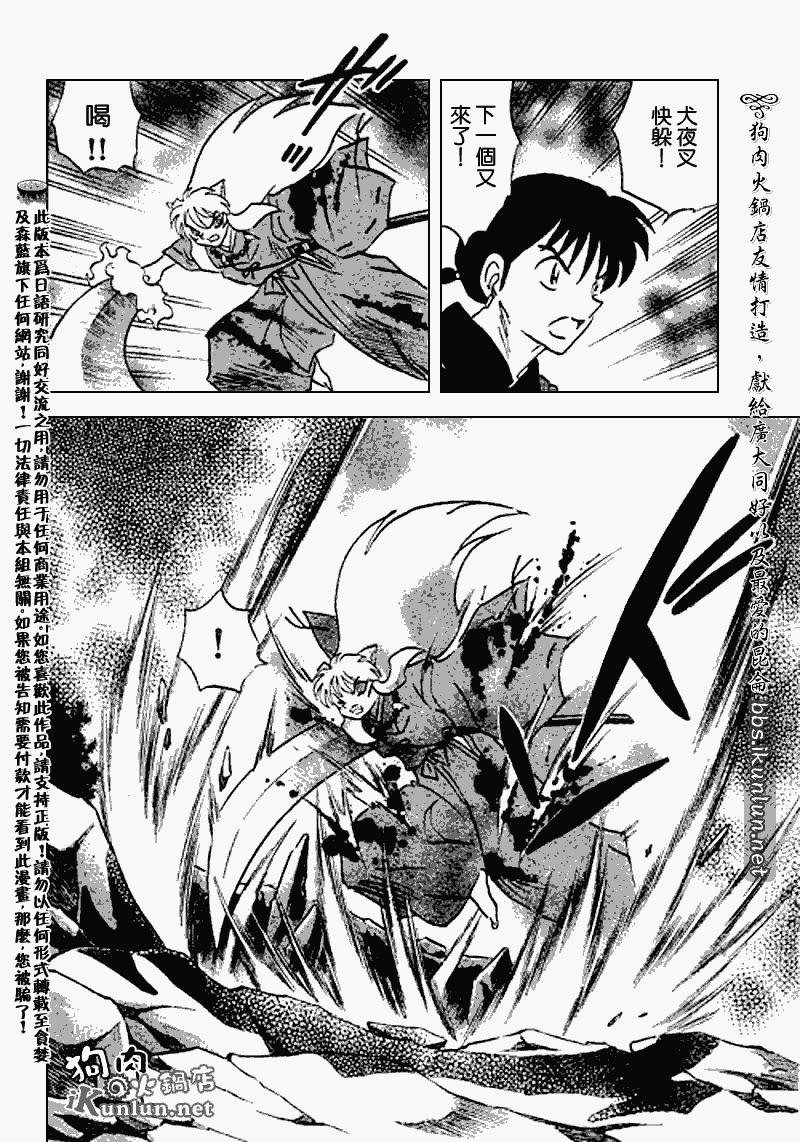 犬夜叉
快躲！
下一個又
來了！
喝
!!
！
狗肉火鍋店友情打造，獻給廣大同好以及最愛的昆侖 bbs.ikunlun.net
此版本爲日語研究同好交流之用，請勿用于任何商業用途。如您喜歡此作品，請支持正版！請勿以任何形式轉載至貪婪
及森藍旗下任何網站，謝謝！一切法律責任與本組無關。如果您被告知需要付款才能看到此漫畫，那麽，您被騙了！
狗肉火鍋店
iKunlun.net